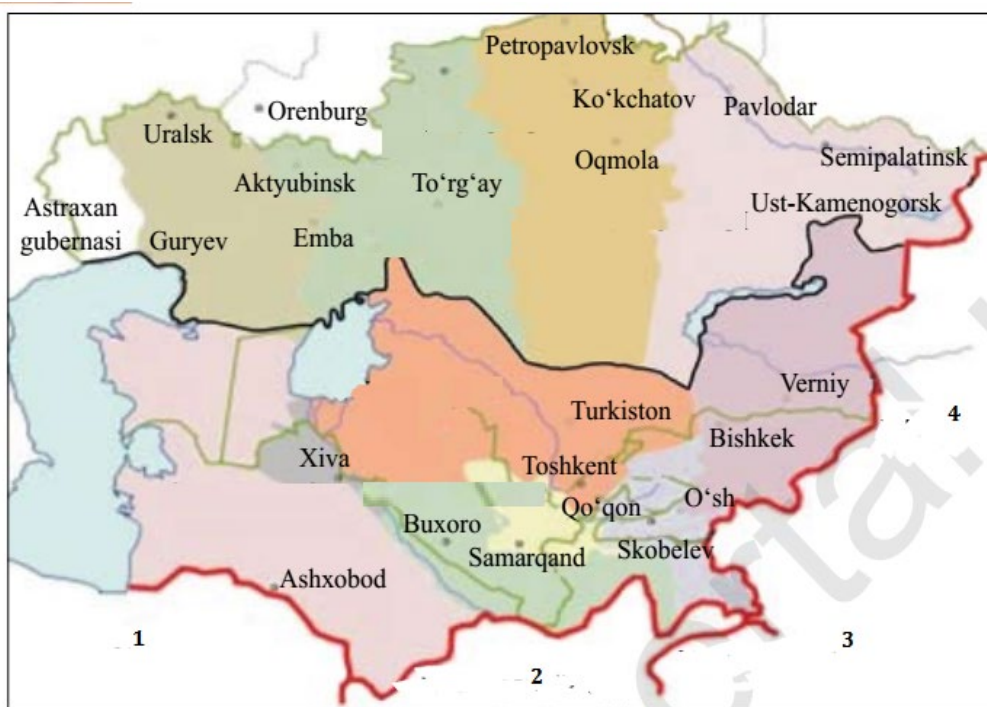 Petropavlovsk
Ko‘kchatov
Pavlodar
Orenburg
Uralsk
Oqmola
Semipalatinsk
Aktyubinsk
To‘rg‘ay
Ust-Kamenogorsk
Astraxan
gubernasi
Guryev
Emba
Verniy
4
Turkiston
Bishkek
Xiva
Toshkent
Qo‘qon
O‘sh
Buxoro
Samarqand
Skobelev
Ashxobod
1
2
3